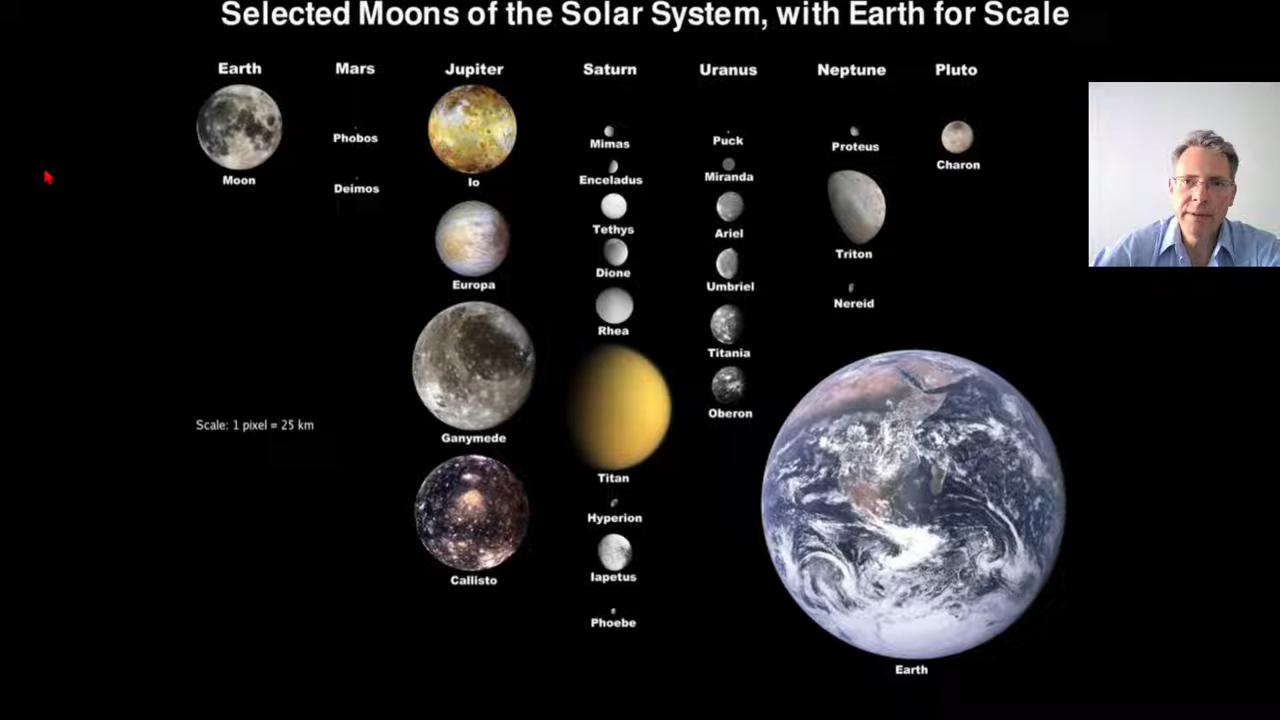 Selected Moons of the Solar System, with Earth for Scale
Earth
Mars
Jupiter
Saturn
Uranus
Neptune
Pluto
Moon
Phobos
Deimos
Io
Europa
Ganymede
Callisto
Mimas
Enceladus
Tethys
Dione
Rhea
Titan
Hyperion
Iapetus
Phoebe
Puck
Miranda
Ariel
Umbriel
Titania
Oberon
Proteus
Triton
Nereid
Charon
Scale: 1 pixel = 25 km
Earth